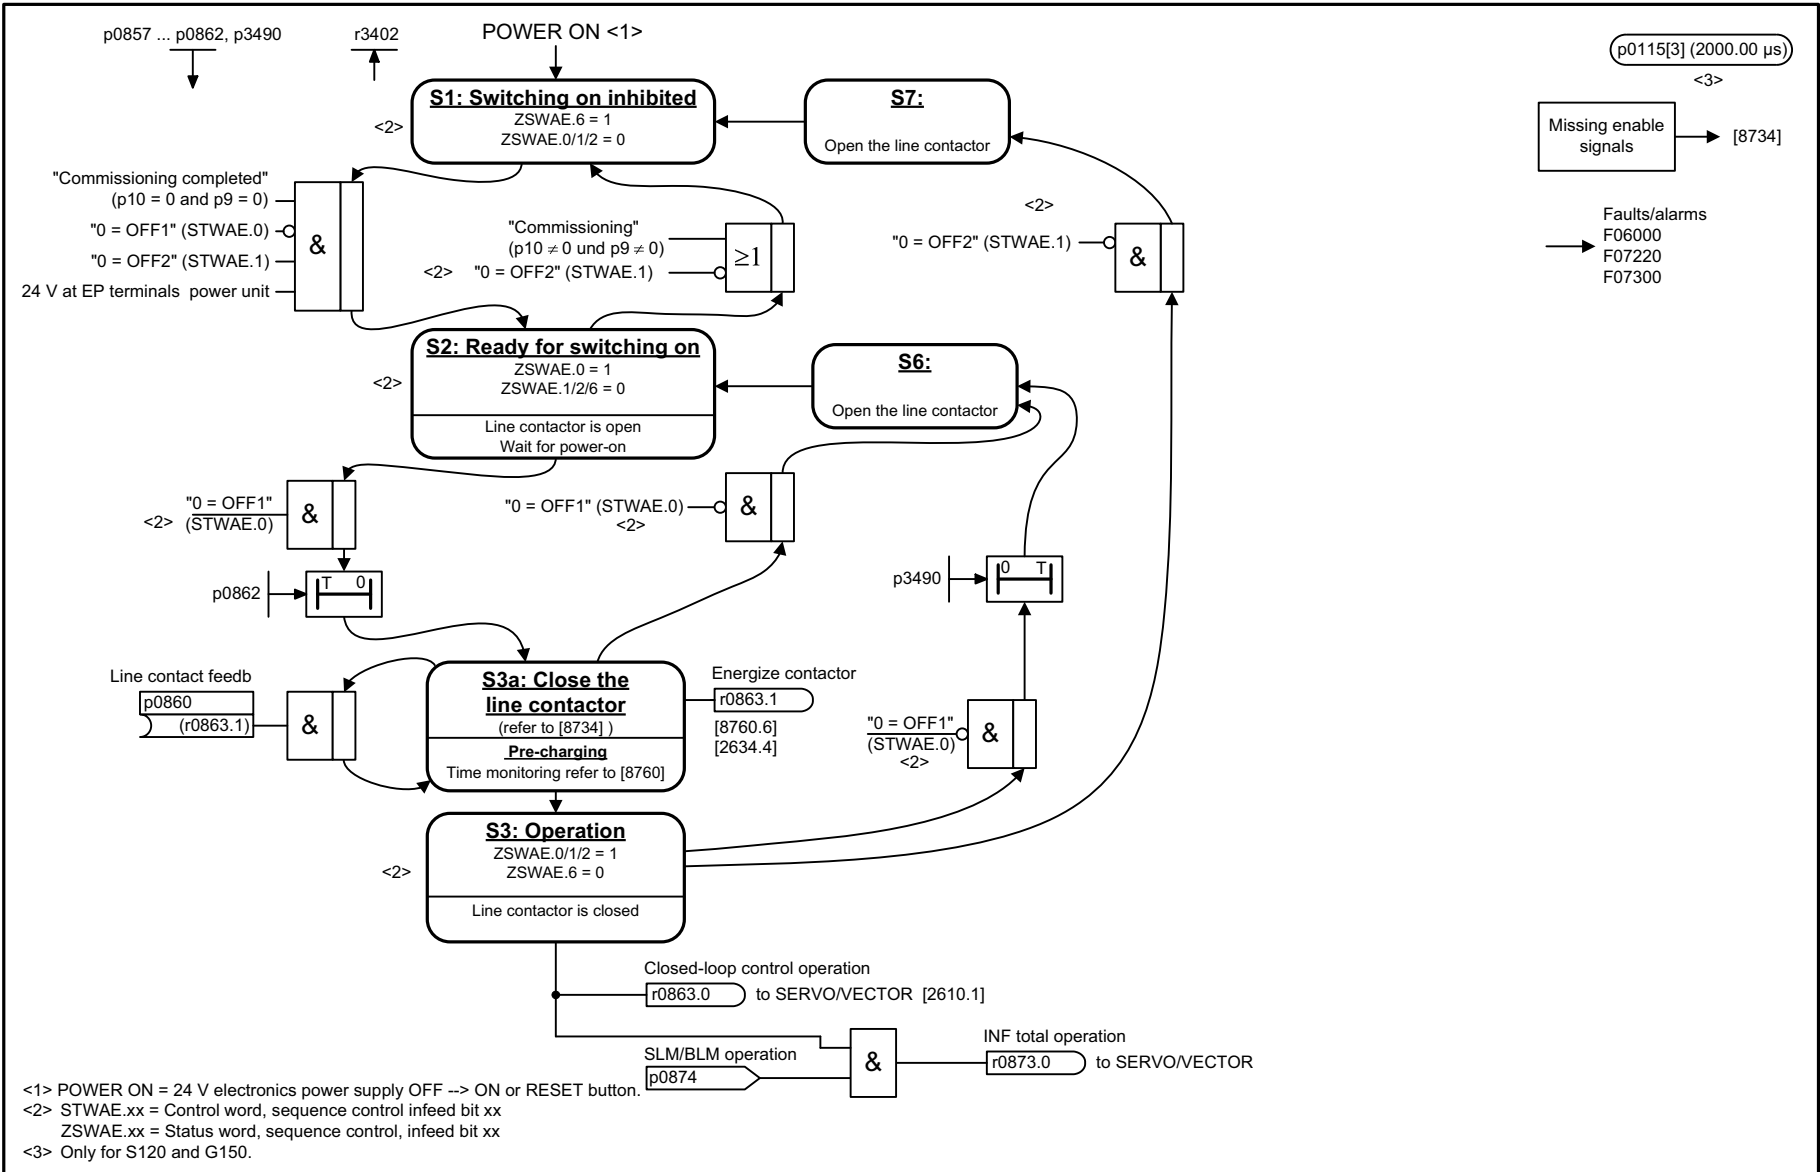 p0857 ... p0862, p3490
r3402
POWER ON <1>
p0115[3] (2000.00 µs)
<3>
S1: Switching on inhibited
ZSWAE.6 = 1
ZSWAE.0/1/2 = 0
<2>
S7:
Open the line contactor
Missing enable
signals
[8734]
"Commissioning completed"
(p10 = 0 and p9 = 0)
"0 = OFF1" (STWAE.0)
"0 = OFF2" (STWAE.1)
24 V at EP terminals power unit
&
"Commissioning"
(p10 ≠ 0 und p9 ≠ 0)
<2> "0 = OFF2" (STWAE.1)
≥1
<2>
"0 = OFF2" (STWAE.1)
&
Faults/alarms
F06000
F07220
F07300
S2: Ready for switching on
ZSWAE.0 = 1
ZSWAE.1/2/6 = 0
<2>
Line contactor is open
Wait for power-on
S6:
Open the line contactor
"0 = OFF1"
<2> (STWAE.0)
&
"0 = OFF1" (STWAE.0)
<2>
&
p0862
T 0
p3490
0 T
Line contact feedb
p0860
(r0863.1)
&
S3a: Close the
line contactor
(refer to [8734] )
Pre-charging
Time monitoring refer to [8760]
Energize contactor
r0863.1
[8760.6]
[2634.4]
"0 = OFF1"
(STWAE.0)
<2>
&
S3: Operation
ZSWAE.0/1/2 = 1
ZSWAE.6 = 0
<2>
Line contactor is closed
Closed-loop control operation
r0863.0 to SERVO/VECTOR [2610.1]
SLM/BLM operation
p0874
&
INF total operation
r0873.0 to SERVO/VECTOR
<1> POWER ON = 24 V electronics power supply OFF --> ON or RESET button.
<2> STWAE.xx = Control word, sequence control infeed bit xx
ZSWAE.xx = Status word, sequence control, infeed bit xx
<3> Only for S120 and G150.